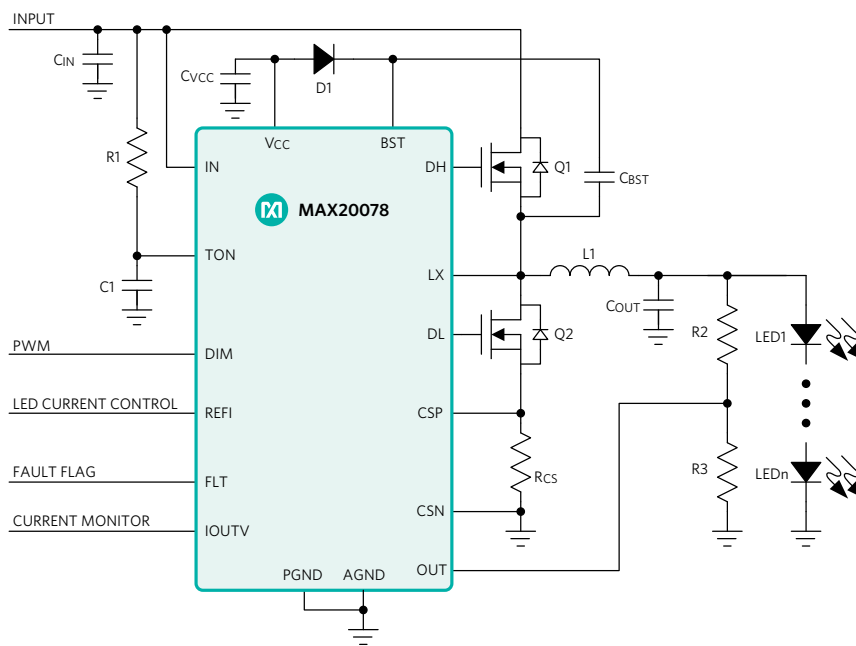 INPUT
CIN
CVCC
D1
R1
VCC
BST
IN
DH
Q1
CBST
MAX20078
TON
C1
LX
L1
COUT
R2
LED1
DL
Q2
PWM
DIM
LED CURRENT CONTROL
REFI
CSP
RCS
R3
LEDn
FAULT FLAG
FLT
CURRENT MONITOR
IOUTV
CSN
OUT
PGND
AGND